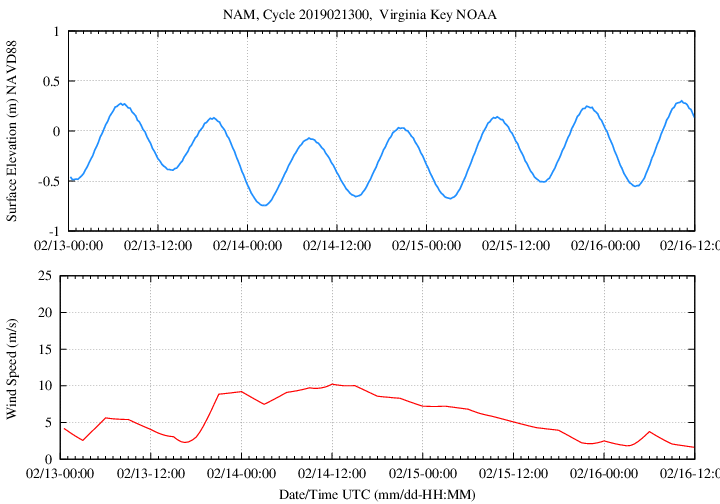 NAM, Cycle 2019021300,  Virginia Key NOAA
Surface Elevation (m) NAVD88
1
0.5
0
-0.5
-1
02/13-00:00 02/13-12:00 02/14-00:00 02/14-12:00 02/15-00:00 02/15-12:00 02/16-00:00 02/16-12:0
Wind Speed (m/s)
25
20
15
10
5
0
02/13-00:00 02/13-12:00 02/14-00:00 02/14-12:00 02/15-00:00 02/15-12:00 02/16-00:00 02/16-12:0
Date/Time UTC (mm/dd-HH:MM)